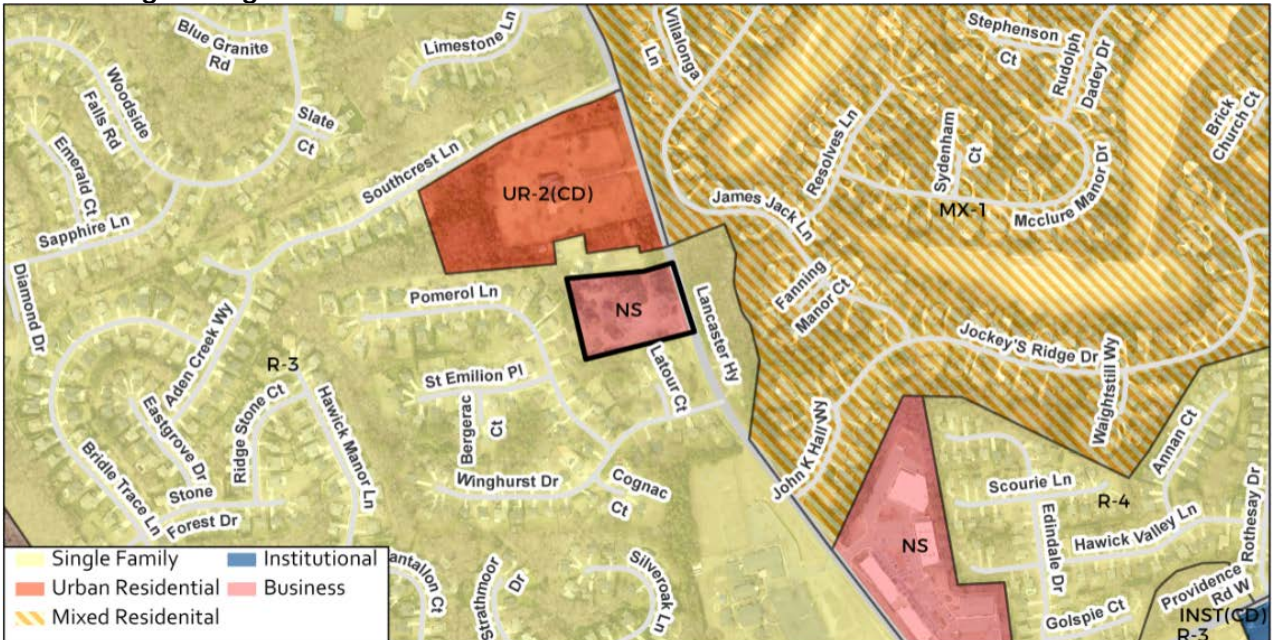 Blue Granite
Rd
Limestone Ln
Villalonga
Ln
Stephenson
Ct
Rudolph
Dadey Dr
Brick
Church Ct
Woodside
Falls Rd
Slate
Ct
Emerald Ct
Southcrest Ln
UR-2(CD)
Resolves Ln
Sydenham
Ct
MX-1
Mcclure Manor Dr
James Jack Ln
Sapphire Ln
Diamond Dr
Pomerol Ln
NS
Lancaster Hy
Fanning
Manor Ct
Jockey'S Ridge Dr
Waightstill Wy
Aden Creek Wy
R-3
St Emilion Pl
Latour Ct
Bergerac
Ct
Ridge Stone Ct
Hawick Manor Ln
Eastgrove Dr
John K Hall Wy
Annan Ct
Bridle Trace Ln
Stone
Forest Dr
Winghurst Dr
Cognac
Ct
Scourie Ln
R-4
Edindale Dr
Hawick Valley Ln
Rothesay Dr
NS
Single Family
Institutional
Urban Residential
Business
Mixed Residenital
antallon Ct
Strathmoor
Dr
Silveroak Ln
Golspie Ct
Providence
Rd W
INST(CD)
R-3